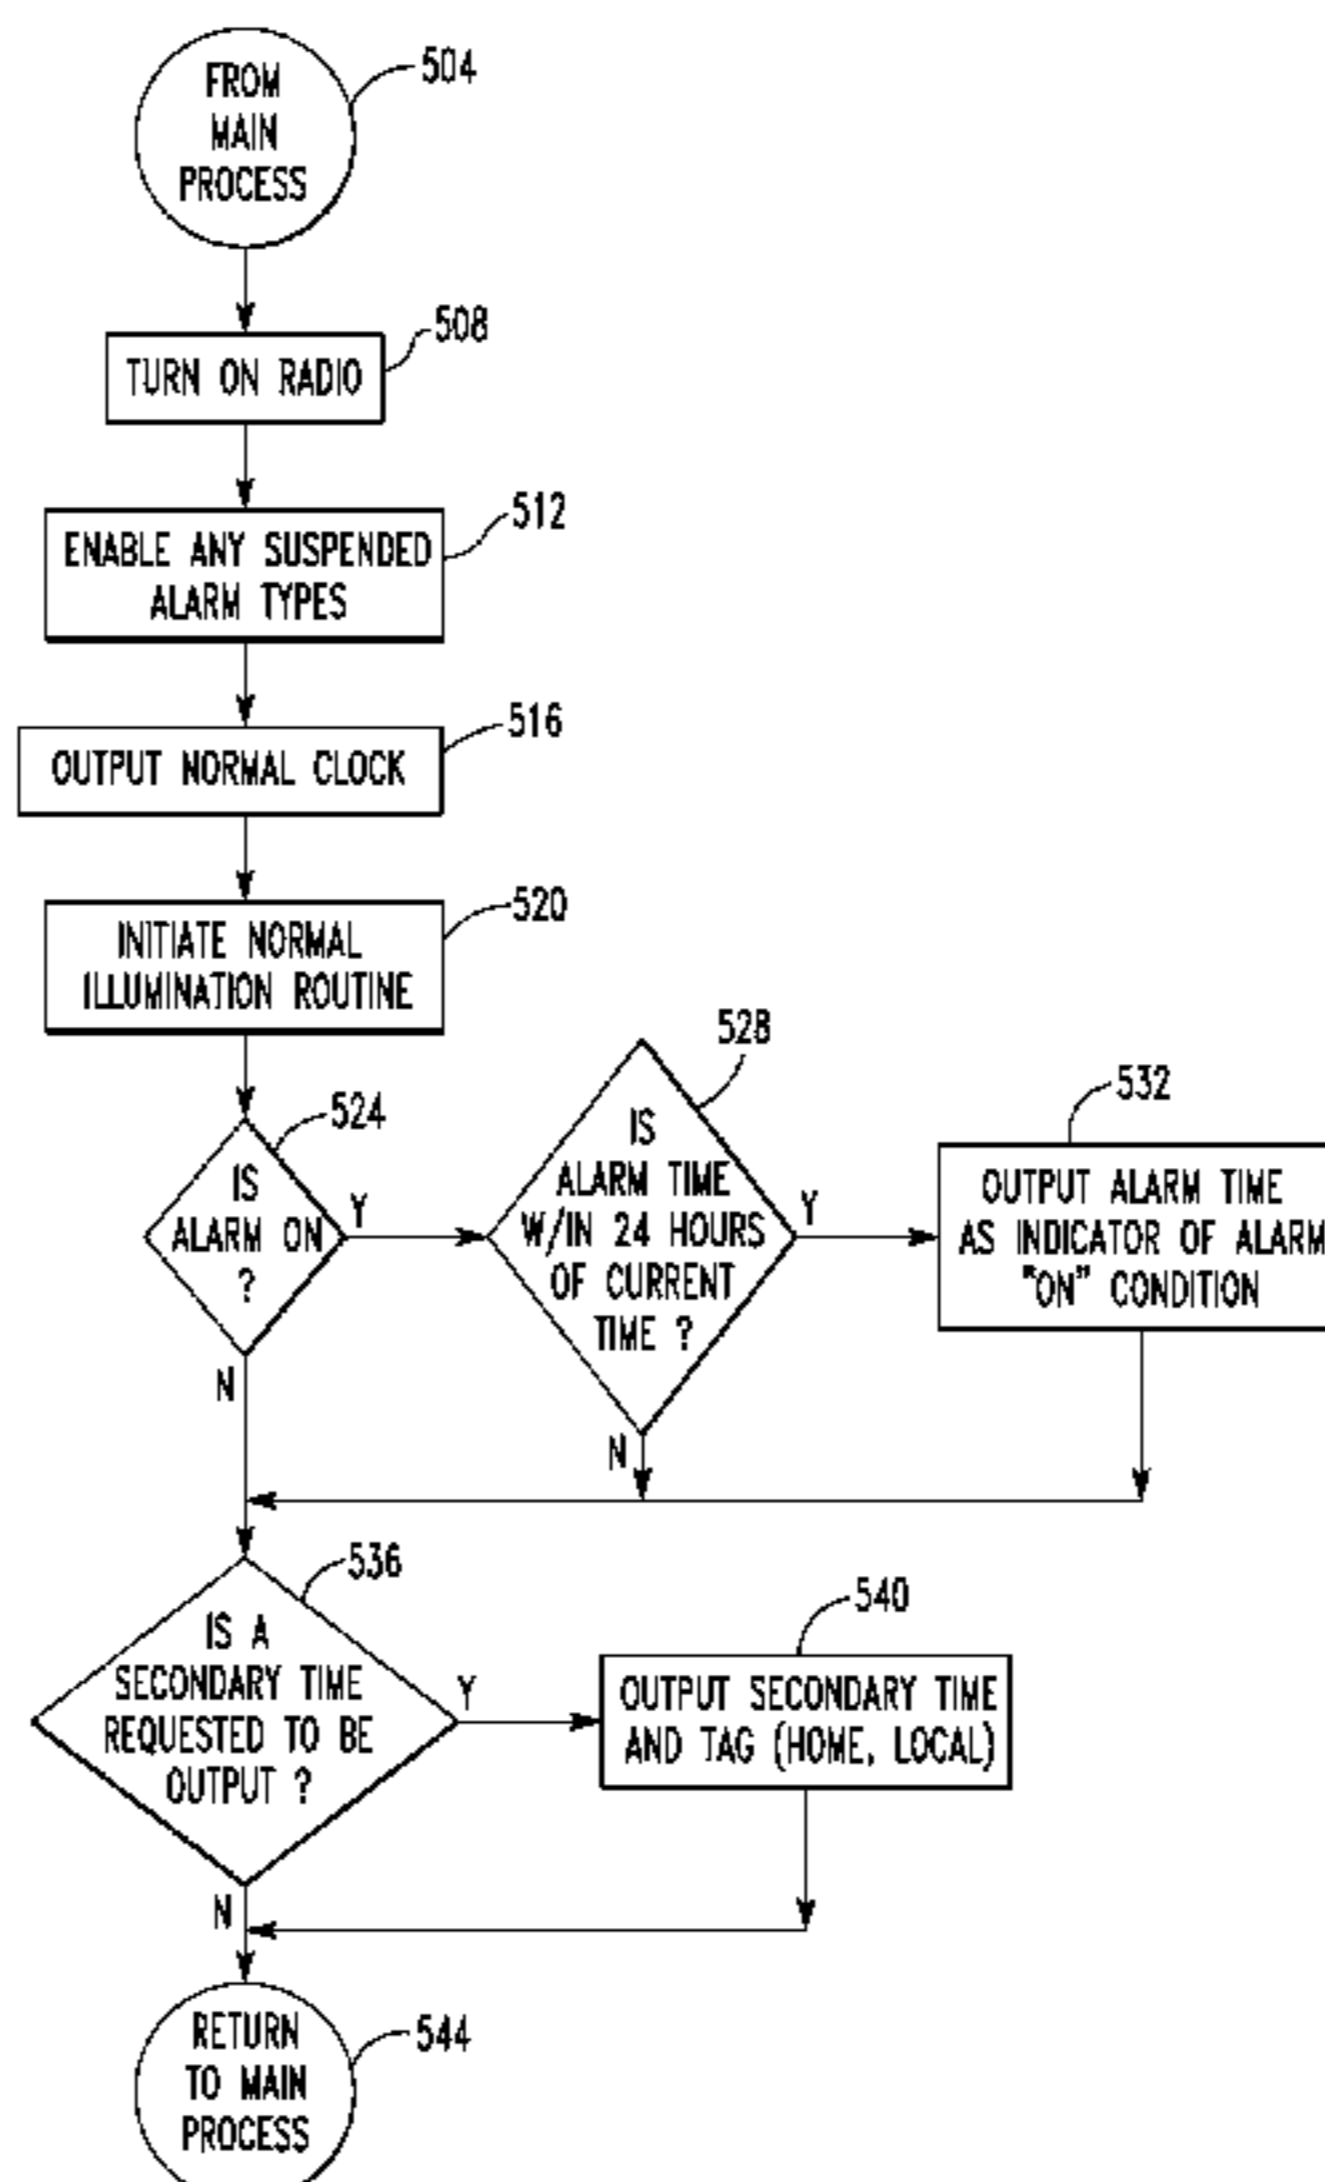 FROM
MAIN
PROCESS
504
TURN ON RADIO
508
ENABLE ANY SUSPENDED
ALARM TYPES
512
OUTPUT NORMAL CLOCK
516
INITIATE NORMAL
ILLUMINATION ROUTINE
520
IS
ALARM ON
?
524
Y
N
IS
ALARM TIME
W/IN 24 HOURS
OF CURRENT
TIME ?
528
Y
N
OUTPUT ALARM TIME
AS INDICATOR OF ALARM
"ON" CONDITION
532
IS A
SECONDARY TIME
REQUESTED TO BE
OUTPUT ?
536
Y
N
OUTPUT SECONDARY TIME
AND TAG (HOME, LOCAL)
540
RETURN
TO MAIN
PROCESS
544